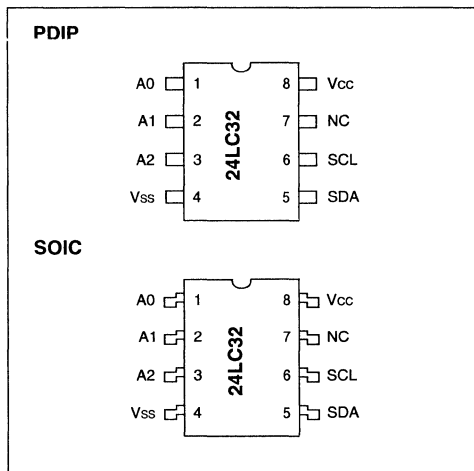 PDIP
A0 1 8 Vcc
A1 2 7 NC
A2 3 6 SCL
Vss 4 5 SDA
24LC32
SOIC
A0 1 8 Vcc
A1 2 7 NC
A2 3 6 SCL
Vss 4 5 SDA
24LC32